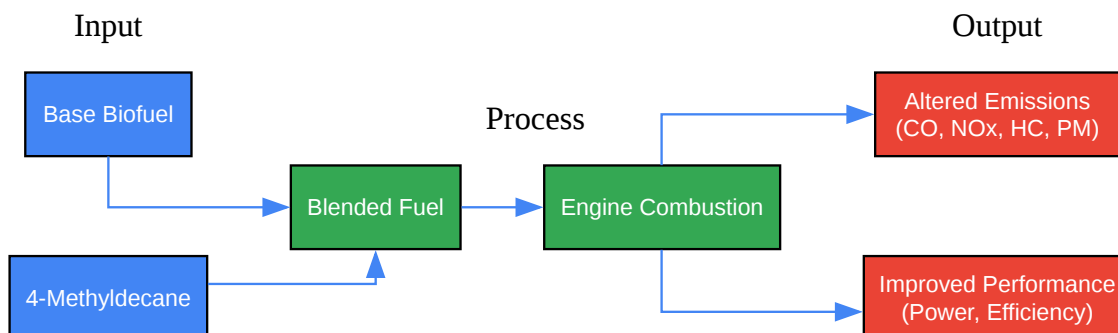 Input
Output
Base Biofuel
Altered Emissions
(CO, NOx, HC, PM)
Process
Blended Fuel
Engine Combustion
4-Methyldecane
Improved Performance
(Power, Efficiency)